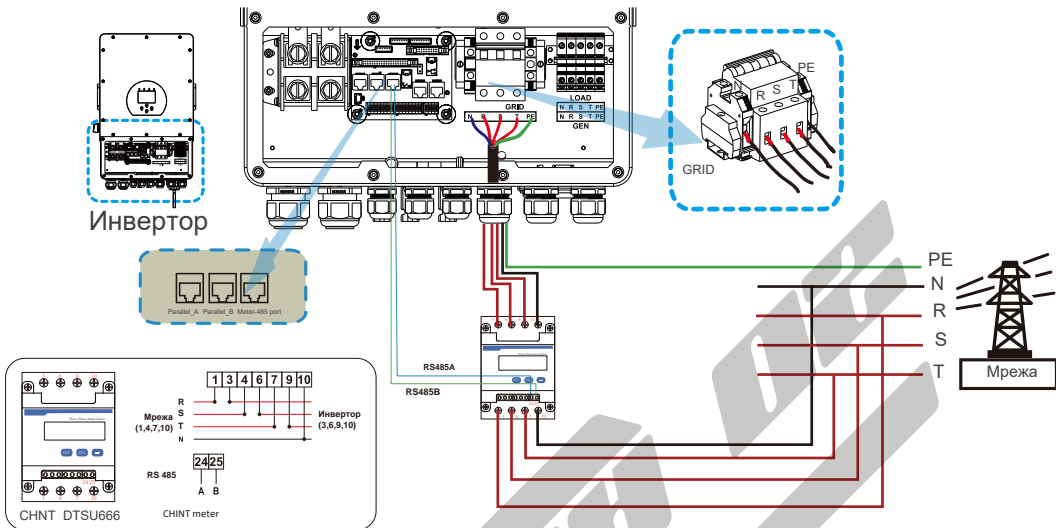 LOAD
N R S T PE
N R S T PE
GEN
GRID
N R S T PE
PE
N
R
S
T
GRID
Инвертор
Parallel_A
Parallel_B
Meter-485 port
PE
N
R
S
T
Мрежа
RS485A
RS485B
1 3 4 6 7 9 10
R
S
T
N
Мрежа
(1,4,7,10)
Инвертор
(3,6,9,10)
RS 485
24 25
A B
CHINT meter
CHNT DTSU666